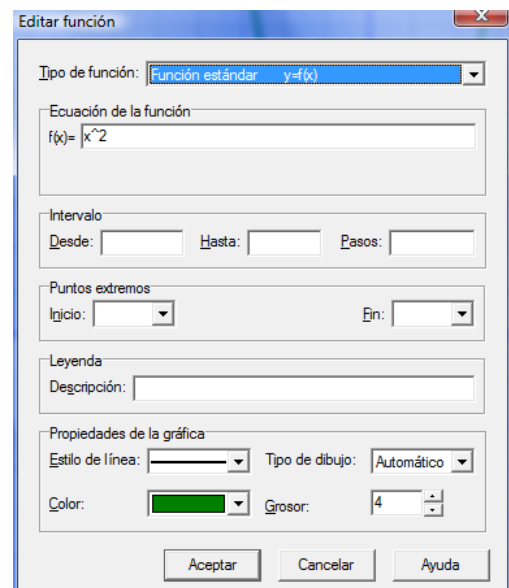 Editar función
Tipo de función: Función estándar y=f(x)
Ecuación de la función
f(x)= x^2
Intervalo
Desde: Hasta: Pasos:
Puntos extremos
Inicio: Fin:
Leyenda
Descripción:
Propiedades de la gráfica
Estilo de línea: Tipo de dibujo: Automático
Color: Grosor: 4
Aceptar Cancelar Ayuda